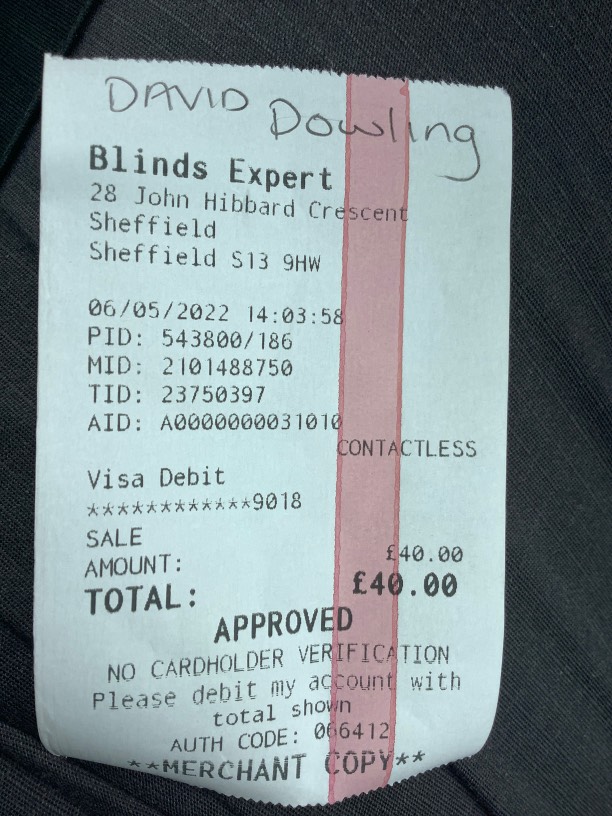 DAVID Dowling
Blinds Expert
28 John Hibbard Crescent
Sheffield
Sheffield S13 9HW
06/05/2022 14:03:58
PID: 543800/186
MID: 2101488750
TID: 23750397
AID: A0000000031010
CONTACTLESS
Visa Debit
************9018
SALE
AMOUNT: £40.00
TOTAL: £40.00
APPROVED
NO CARDHOLDER VERIFICATION
Please debit my account with
total shown
AUTH CODE: 066412
**MERCHANT COPY**